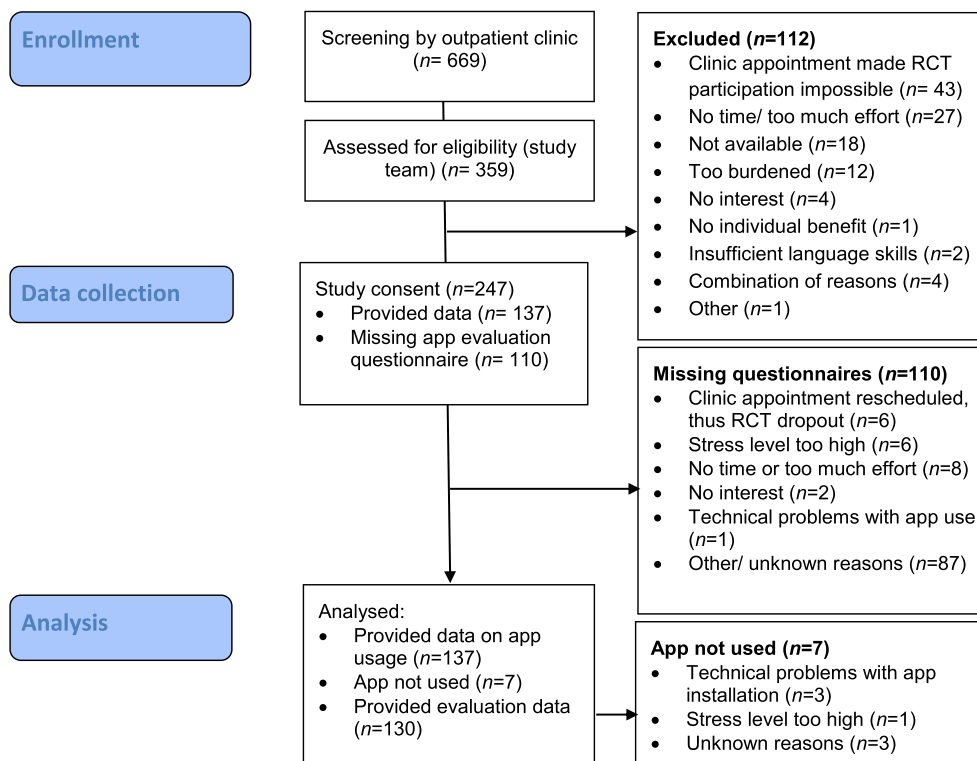 Enrollment
Screening by outpatient clinic
(n= 669)
Assessed for eligibility (study
team) (n= 359)
Excluded (n=112)
• Clinic appointment made RCT
participation impossible (n= 43)
• No time/ too much effort (n=27)
• Not available (n=18)
• Too burdened (n=12)
• No interest (n=4)
• No individual benefit (n=1)
• Insufficient language skills (n=2)
• Combination of reasons (n=4)
• Other (n=1)
Data collection
Study consent (n=247)
• Provided data (n= 137)
• Missing app evaluation
questionnaire (n= 110)
Missing questionnaires (n=110)
• Clinic appointment rescheduled,
thus RCT dropout (n=6)
• Stress level too high (n=6)
• No time or too much effort (n=8)
• No interest (n=2)
• Technical problems with app use
(n=1)
• Other/ unknown reasons (n=87)
Analysis
Analysed:
• Provided data on app
usage (n=137)
• App not used (n=7)
• Provided evaluation data
(n=130)
App not used (n=7)
• Technical problems with app
installation (n=3)
• Stress level too high (n=1)
• Unknown reasons (n=3)